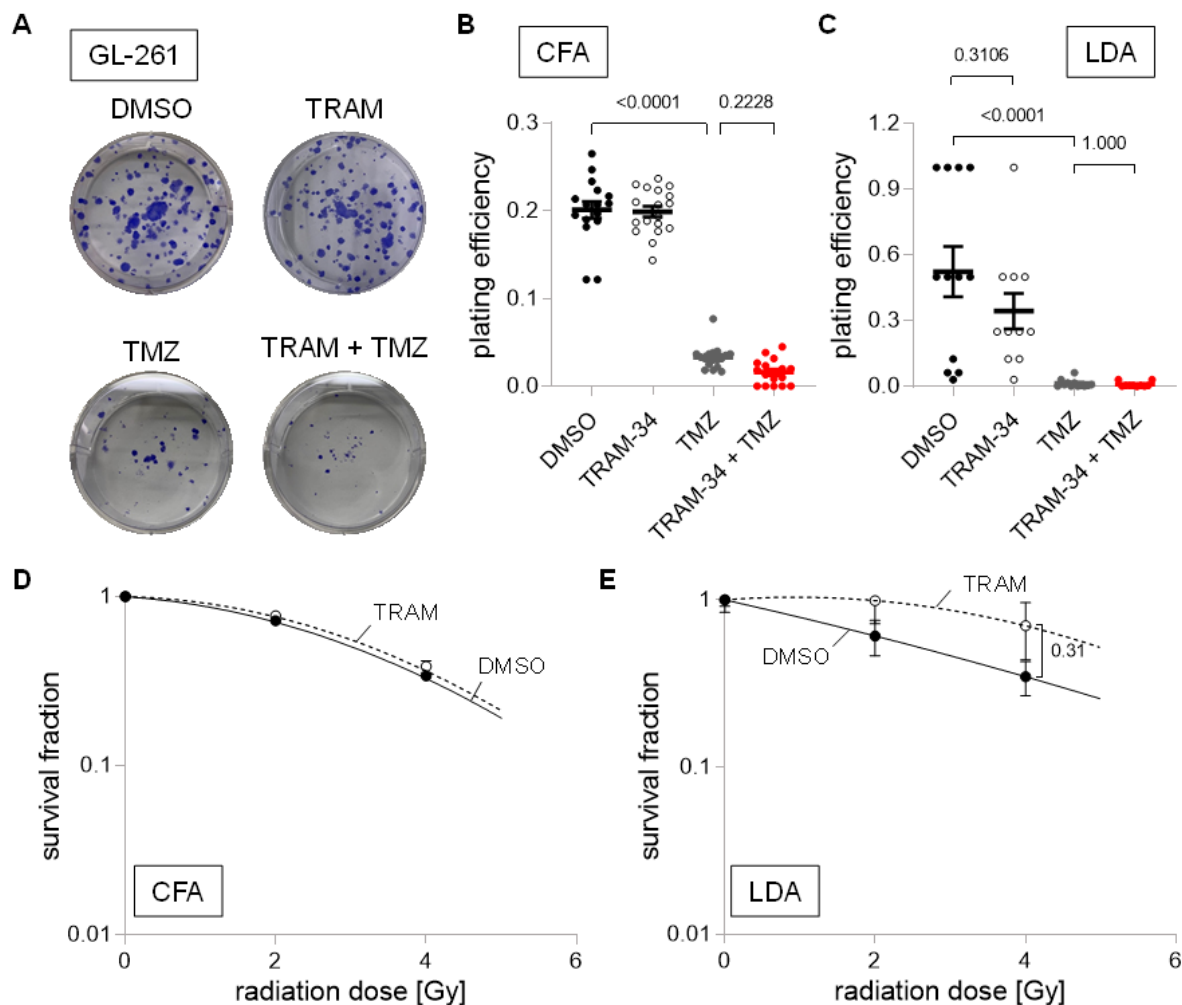 A
GL-261
DMSO
TRAM
TMZ
TRAM + TMZ
B
CFA
<0.0001
0.2228
0.3
0.2
0.1
0.0
plating efficiency
DMSO
TRAM-34
TMZ
TRAM-34 + TMZ
C
LDA
0.3106
<0.0001
1.000
1.2
0.9
0.6
0.3
0.0
plating efficiency
DMSO
TRAM-34
TMZ
TRAM-34 + TMZ
D
1
0.1
0.01
survival fraction
TRAM
DMSO
CFA
0
2
4
6
radiation dose [Gy]
E
1
0.1
0.01
survival fraction
TRAM
DMSO
0.31
LDA
0
2
4
6
radiation dose [Gy]